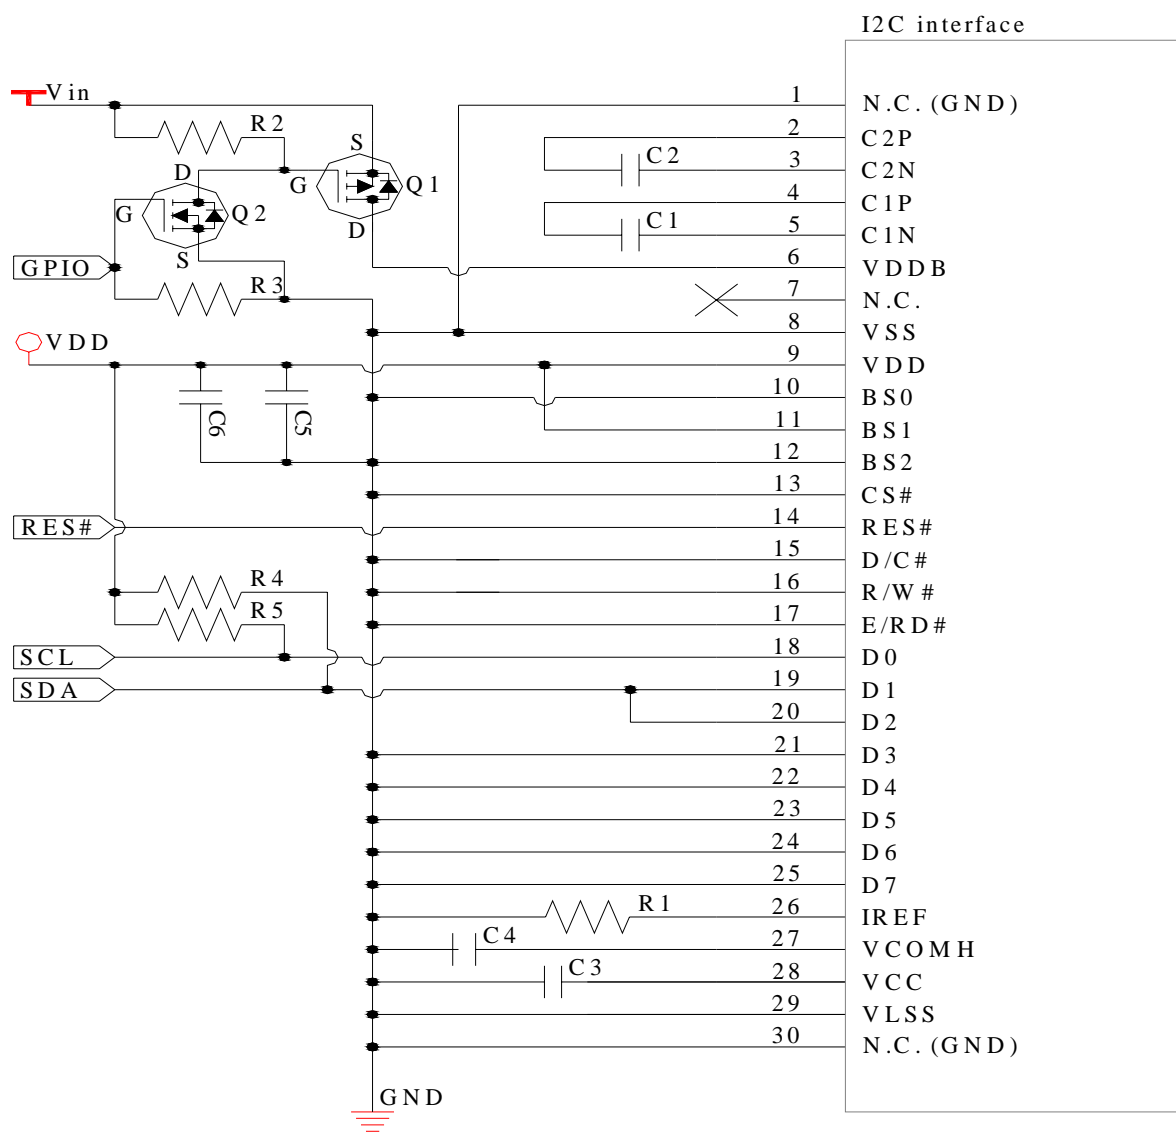 I2C interface
Vin
1 N.C. (GND)
R2
2 C2P
S
C2
3 C2N
D
G
Q1
4 C1P
G
Q2
C1
5 C1N
D
S
GPIO
6 VDDB
R3
7 N.C.
8 VSS
VDD
9 VDD
10 BS0
C6
C5
11 BS1
12 BS2
13 CS#
RES#
14 RES#
15 D/C#
R4
16 R/W#
R5
17 E/RD#
SCL
18 D0
SDA
19 D1
20 D2
21 D3
22 D4
23 D5
24 D6
25 D7
R1
26 IREF
C4
27 VCOMH
C3
28 VCC
29 VLSS
30 N.C. (GND)
GND